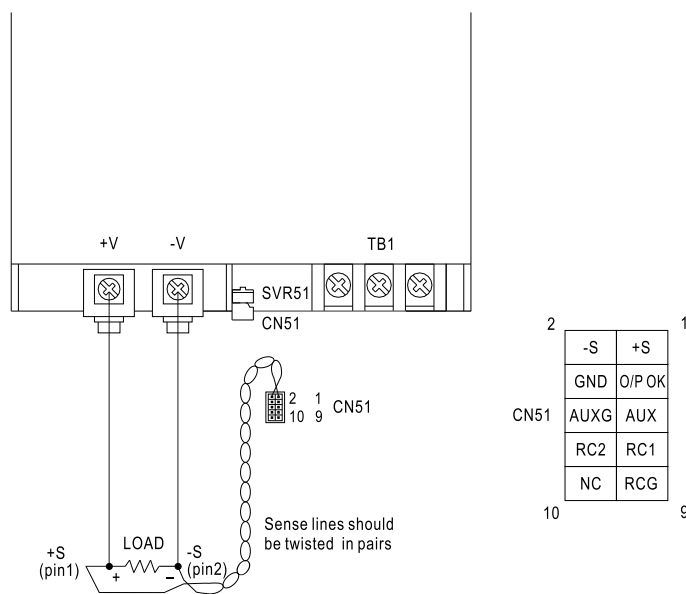 +V
-V
TB1
SVR51
CN51
2 1
10 9
CN51
Sense lines should
be twisted in pairs
+S
(pin1)
LOAD
+
–
-S
(pin2)
2 1
-S +S
GND O/P OK
CN51
AUXG AUX
RC2 RC1
NC RCG
10 9